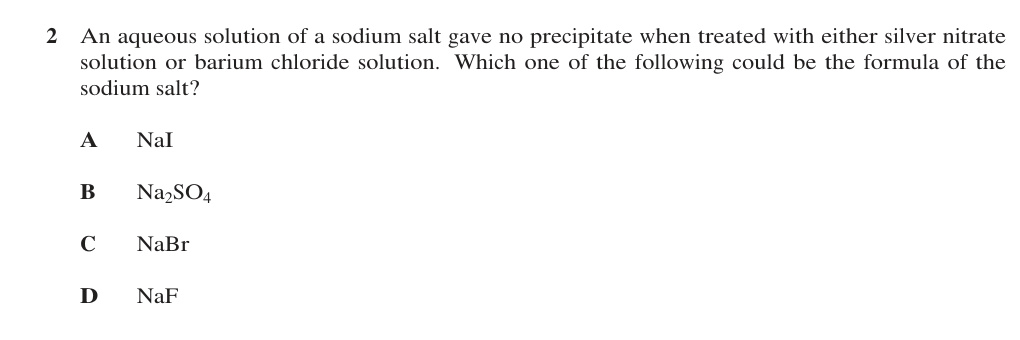 2 An aqueous solution of a sodium salt gave no precipitate when treated with either silver nitrate
solution or barium chloride solution. Which one of the following could be the formula of the
sodium salt?
A NaI
B Na₂SO₄
C NaBr
D NaF